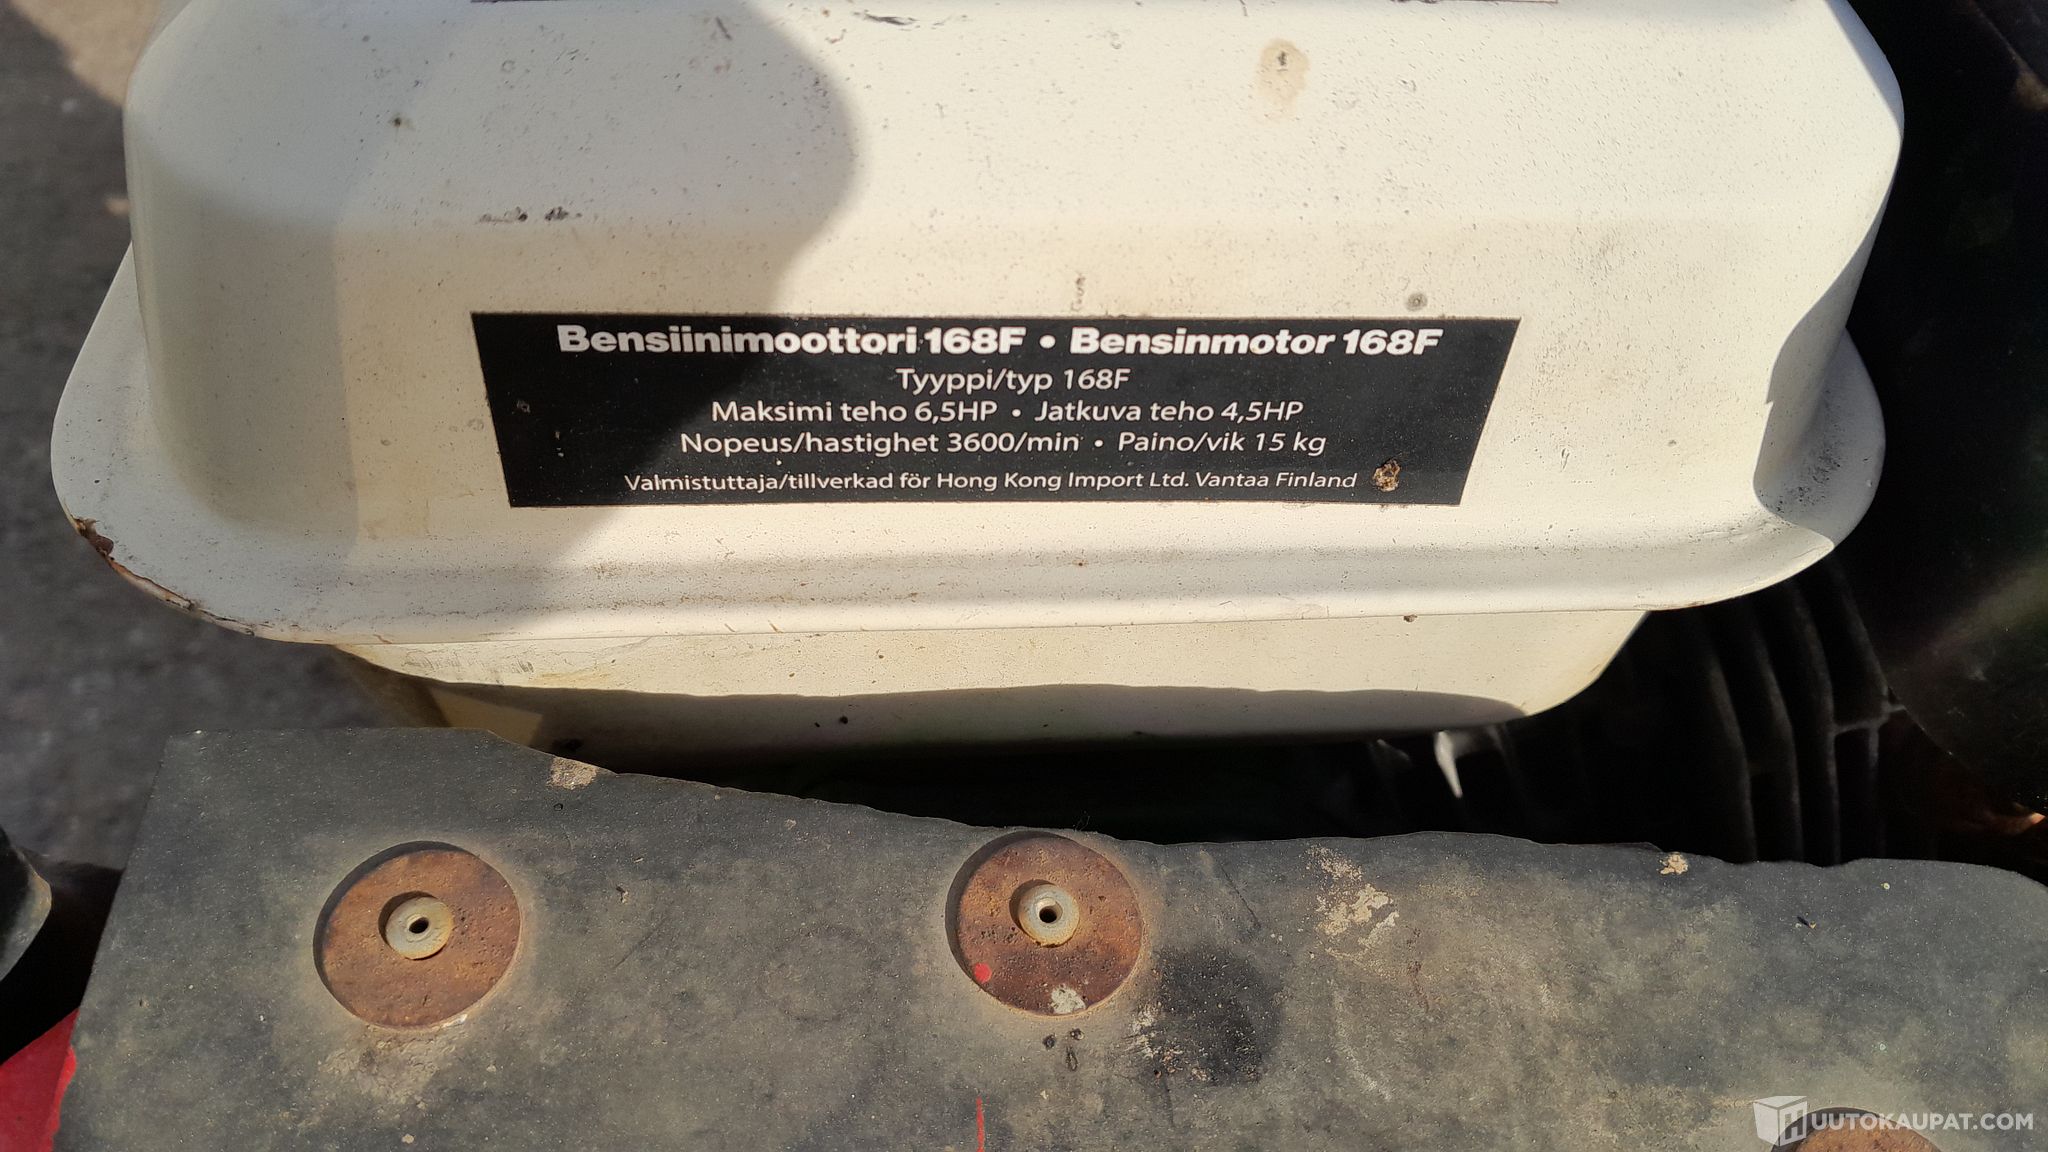 Bensiinimoottori 168F • Bensinmotor 168F
Tyyppi/typ 168F
Maksimi teho 6,5HP • Jatkuva teho 4,5HP
Nopeus/hastighet 3600/min • Paino/vik 15 kg
Valmistuttaja/tillverkad för Hong Kong Import Ltd. Vantaa Finland
HUUTOKAUPAT.COM